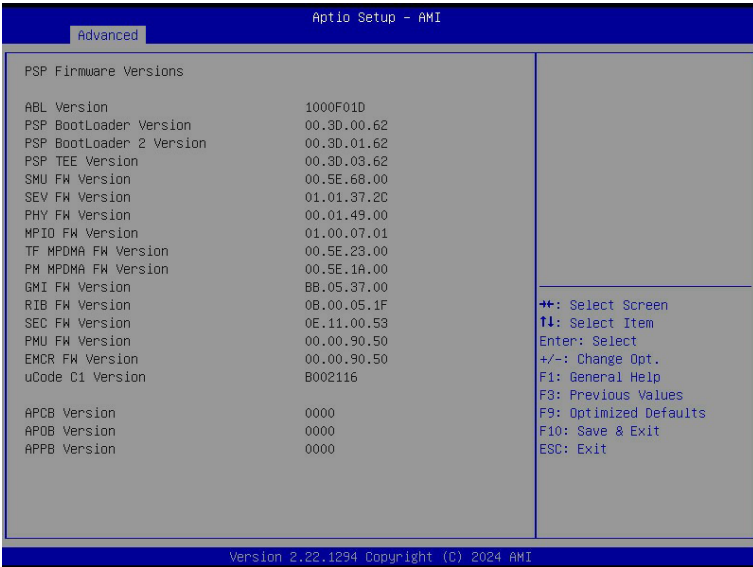 Aptio Setup – AMI
Advanced
PSP Firmware Versions
ABL Version 1000F01D
PSP BootLoader Version 00.3D.00.62
PSP BootLoader 2 Version 00.3D.01.62
PSP TEE Version 00.3D.03.62
SMU FW Version 00.5E.68.00
SEV FW Version 01.01.37.2C
PHY FW Version 00.01.49.00
MPIO FW Version 01.00.07.01
TF MPDMA FW Version 00.5E.23.00
PM MPDMA FW Version 00.5E.1A.00
GMI FW Version BB.05.37.00
RIB FW Version 0B.00.05.1F
SEC FW Version 0E.11.00.53
PMU FW Version 00.00.90.50
EMCR FW Version 00.00.90.50
uCode C1 Version B002116
APCB Version 0000
APOB Version 0000
APPB Version 0000
→←: Select Screen
↑↓: Select Item
Enter: Select
+/-: Change Opt.
F1: General Help
F3: Previous Values
F9: Optimized Defaults
F10: Save & Exit
ESC: Exit
Version 2.22.1294 Copyright (C) 2024 AMI